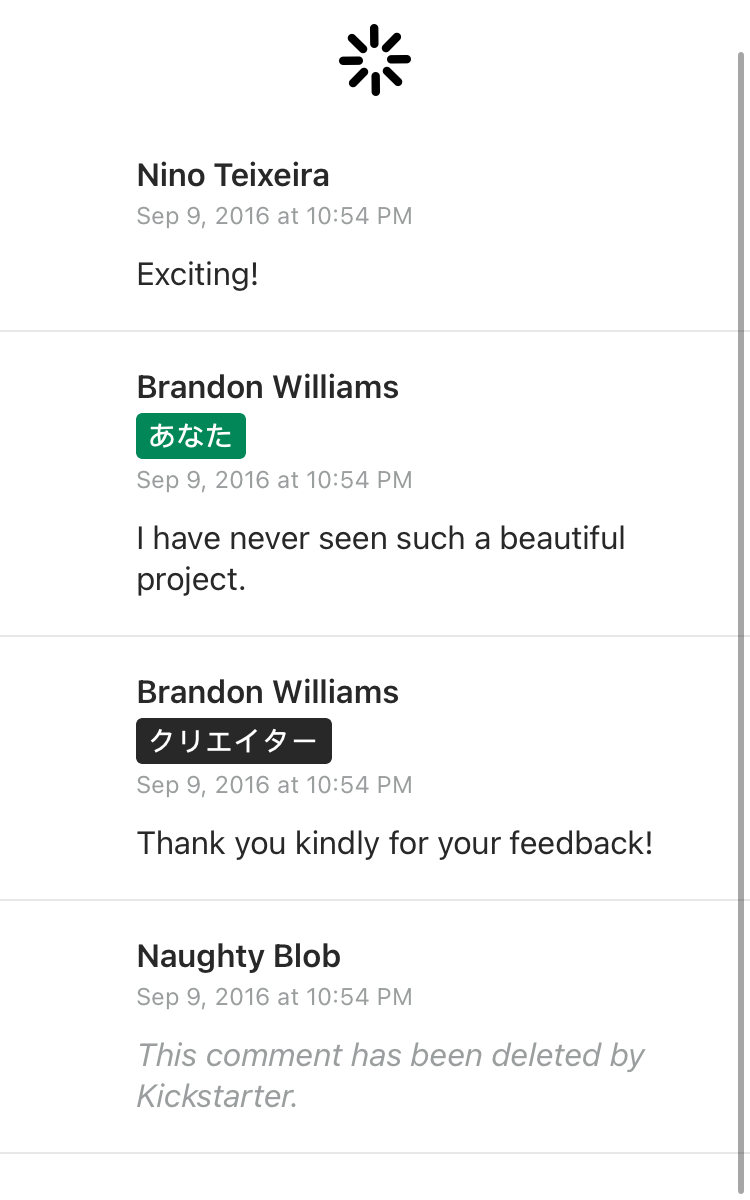 Nino Teixeira
Sep 9, 2016 at 10:54 PM
Exciting!
Brandon Williams
あなた
Sep 9, 2016 at 10:54 PM
I have never seen such a beautiful
project.
Brandon Williams
クリエイター
Sep 9, 2016 at 10:54 PM
Thank you kindly for your feedback!
Naughty Blob
Sep 9, 2016 at 10:54 PM
This comment has been deleted by
Kickstarter.